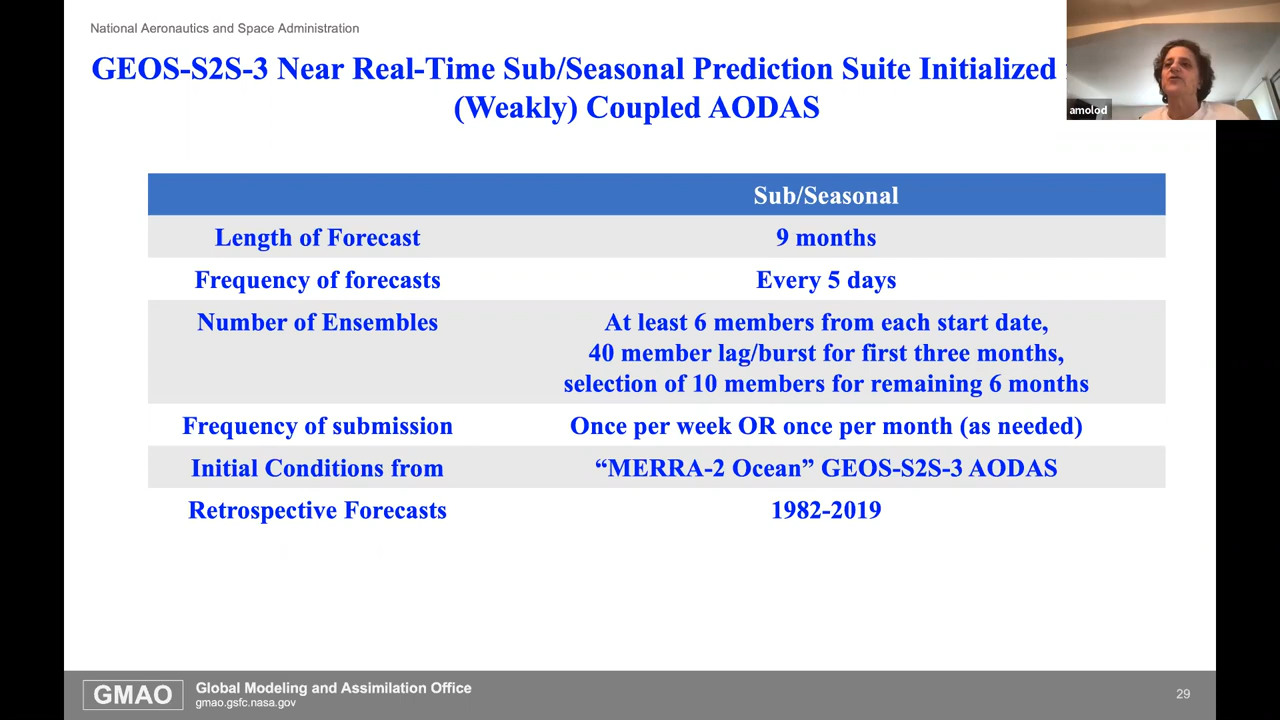 National Aeronautics and Space Administration
GEOS-S2S-3 Near Real-Time Sub/Seasonal Prediction Suite Initialized
(Weakly) Coupled AODAS
amolod
Sub/Seasonal
Length of Forecast 9 months
Frequency of forecasts Every 5 days
Number of Ensembles At least 6 members from each start date,
40 member lag/burst for first three months,
selection of 10 members for remaining 6 months
Frequency of submission Once per week OR once per month (as needed)
Initial Conditions from “MERRA-2 Ocean” GEOS-S2S-3 AODAS
Retrospective Forecasts 1982-2019
GMAO
Global Modeling and Assimilation Office
gmao.gsfc.nasa.gov
29